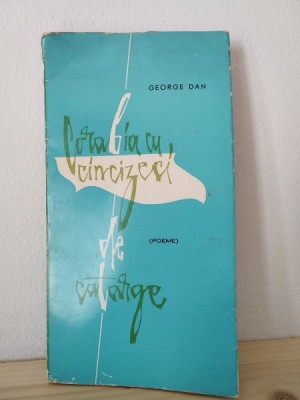 GEORGE DAN
Corabia cu
cincizeci
de
catarge
(POEME)